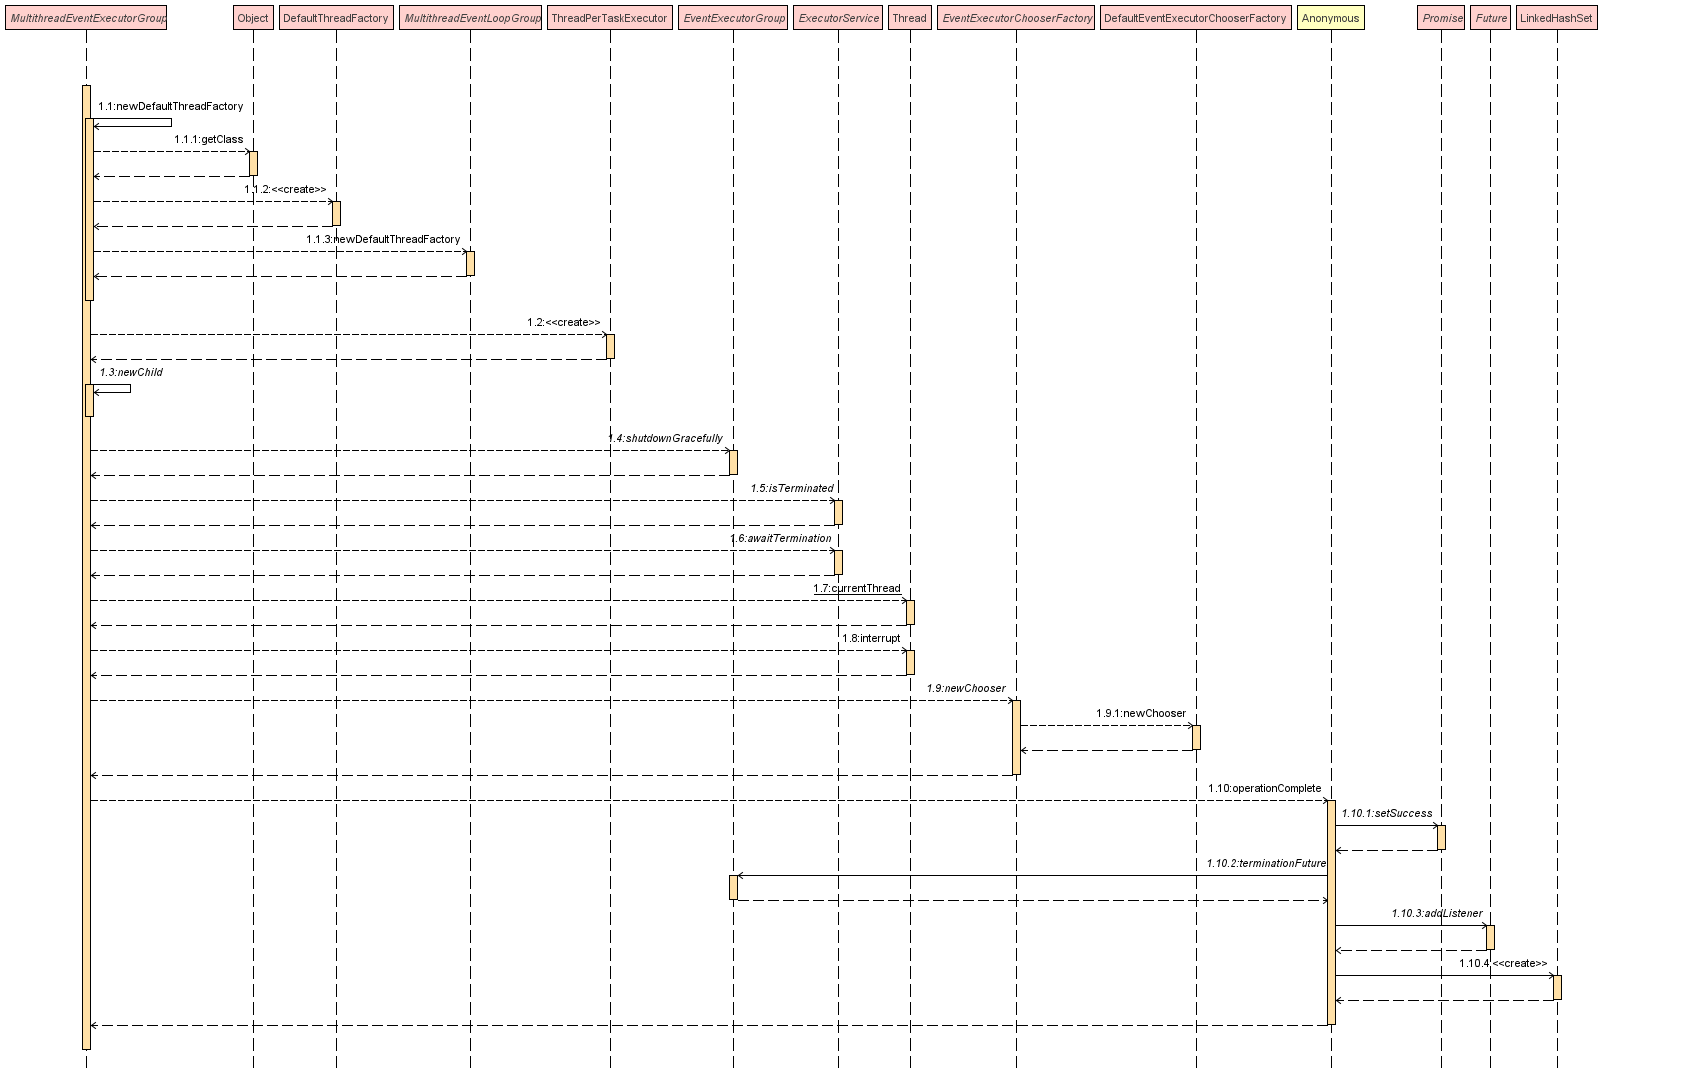 MultithreadEventExecutorGroup
Object
DefaultThreadFactory
MultithreadEventLoopGroup
ThreadPerTaskExecutor
EventExecutorGroup
ExecutorService
Thread
EventExecutorChooserFactory
DefaultEventExecutorChooserFactory
Anonymous
Promise
Future
LinkedHashSet
1.1:newDefaultThreadFactory
1.1.1:getClass
1.1.2:<<create>>
1.1.3:newDefaultThreadFactory
1.2:<<create>>
1.3:newChild
1.4:shutdownGracefully
1.5:isTerminated
1.6:awaitTermination
1.7:currentThread
1.8:interrupt
1.9:newChooser
1.9.1:newChooser
1.10:operationComplete
1.10.1:setSuccess
1.10.2:terminationFuture
1.10.3:addListener
1.10.4:<<create>>